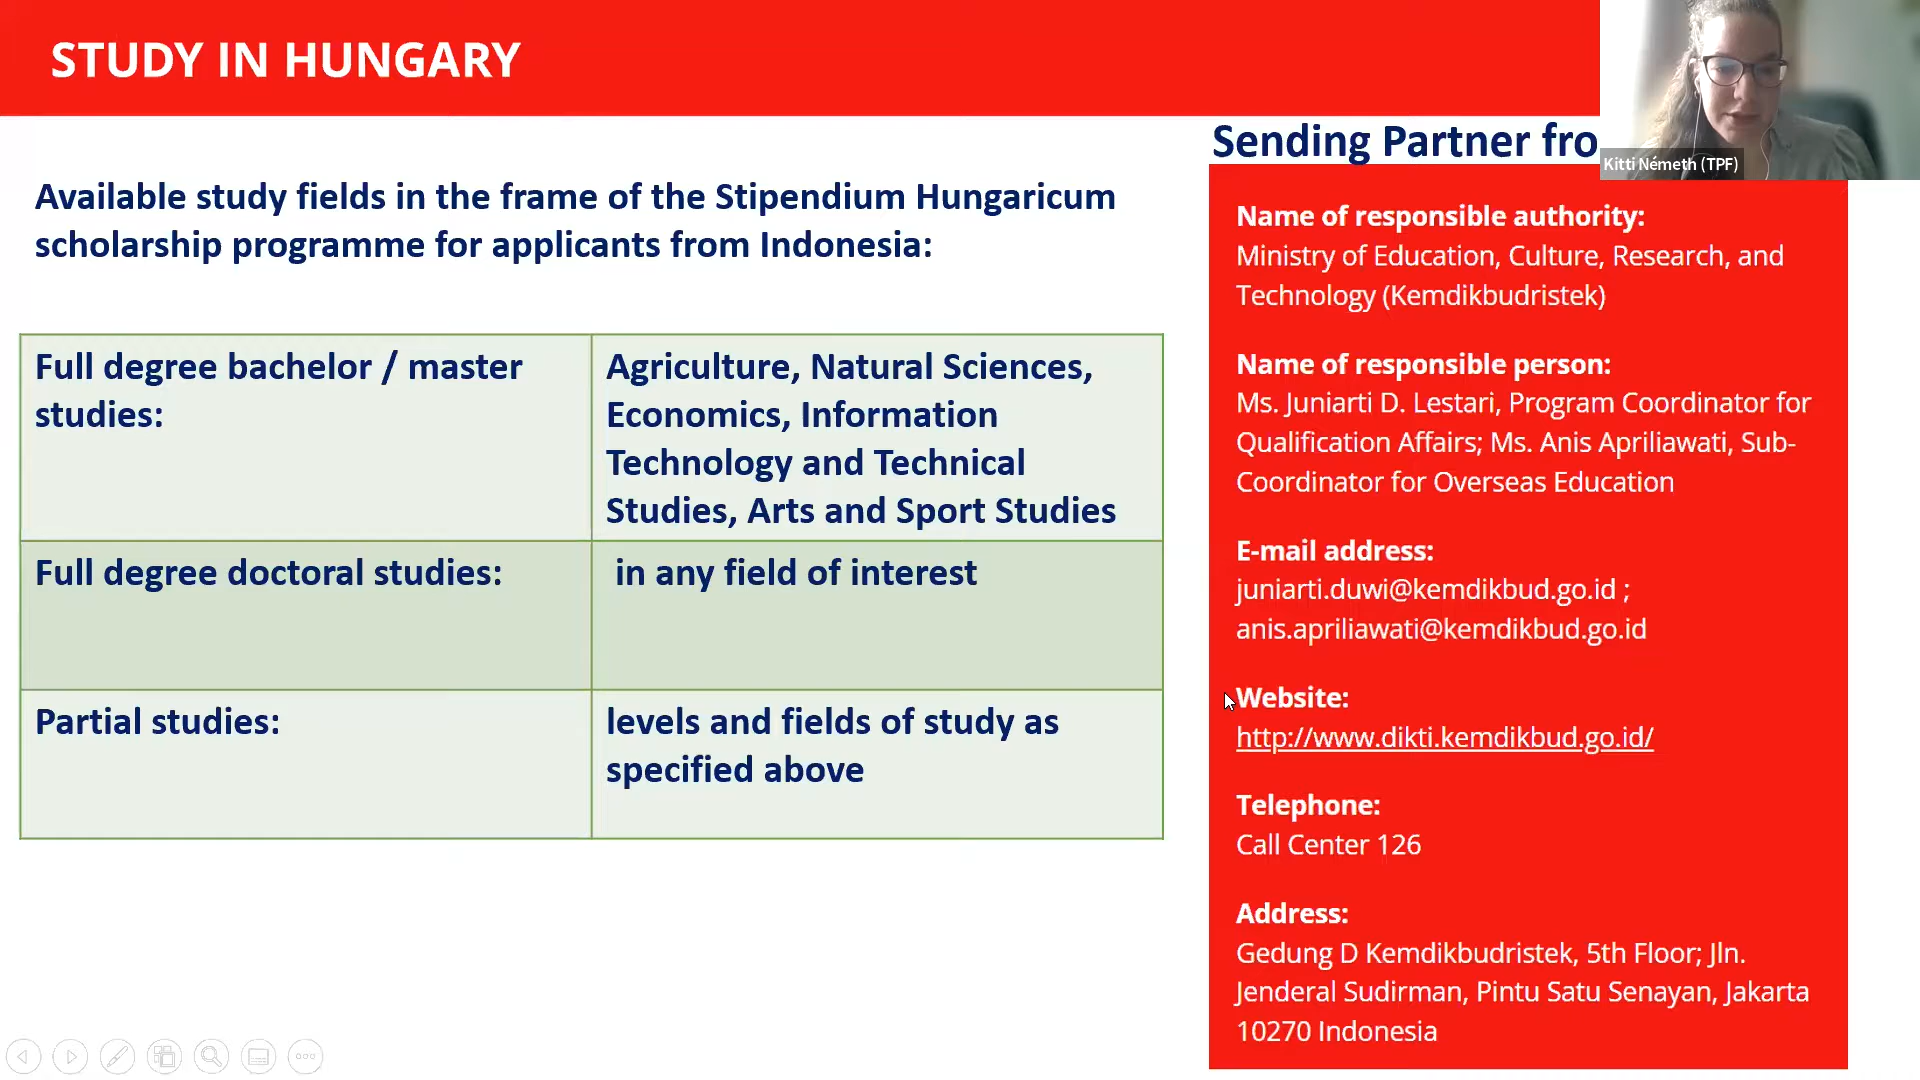 STUDY IN HUNGARY
Available study fields in the frame of the Stipendium Hungaricum
scholarship programme for applicants from Indonesia:
Full degree bachelor / master
studies:
Agriculture, Natural Sciences,
Economics, Information
Technology and Technical
Studies, Arts and Sport Studies
Full degree doctoral studies:
in any field of interest
Partial studies:
levels and fields of study as
specified above
Sending Partner fro
Kitti Németh (TPF)
Name of responsible authority:
Ministry of Education, Culture, Research, and
Technology (Kemdikbudristek)
Name of responsible person:
Ms. Juniarti D. Lestari, Program Coordinator for
Qualification Affairs; Ms. Anis Apriliawati, Sub-
Coordinator for Overseas Education
E-mail address:
juniarti.duwi@kemdikbud.go.id ;
anis.apriliawati@kemdikbud.go.id
Website:
http://www.dikti.kemdikbud.go.id/
Telephone:
Call Center 126
Address:
Gedung D Kemdikbudristek, 5th Floor; Jln.
Jenderal Sudirman, Pintu Satu Senayan, Jakarta
10270 Indonesia